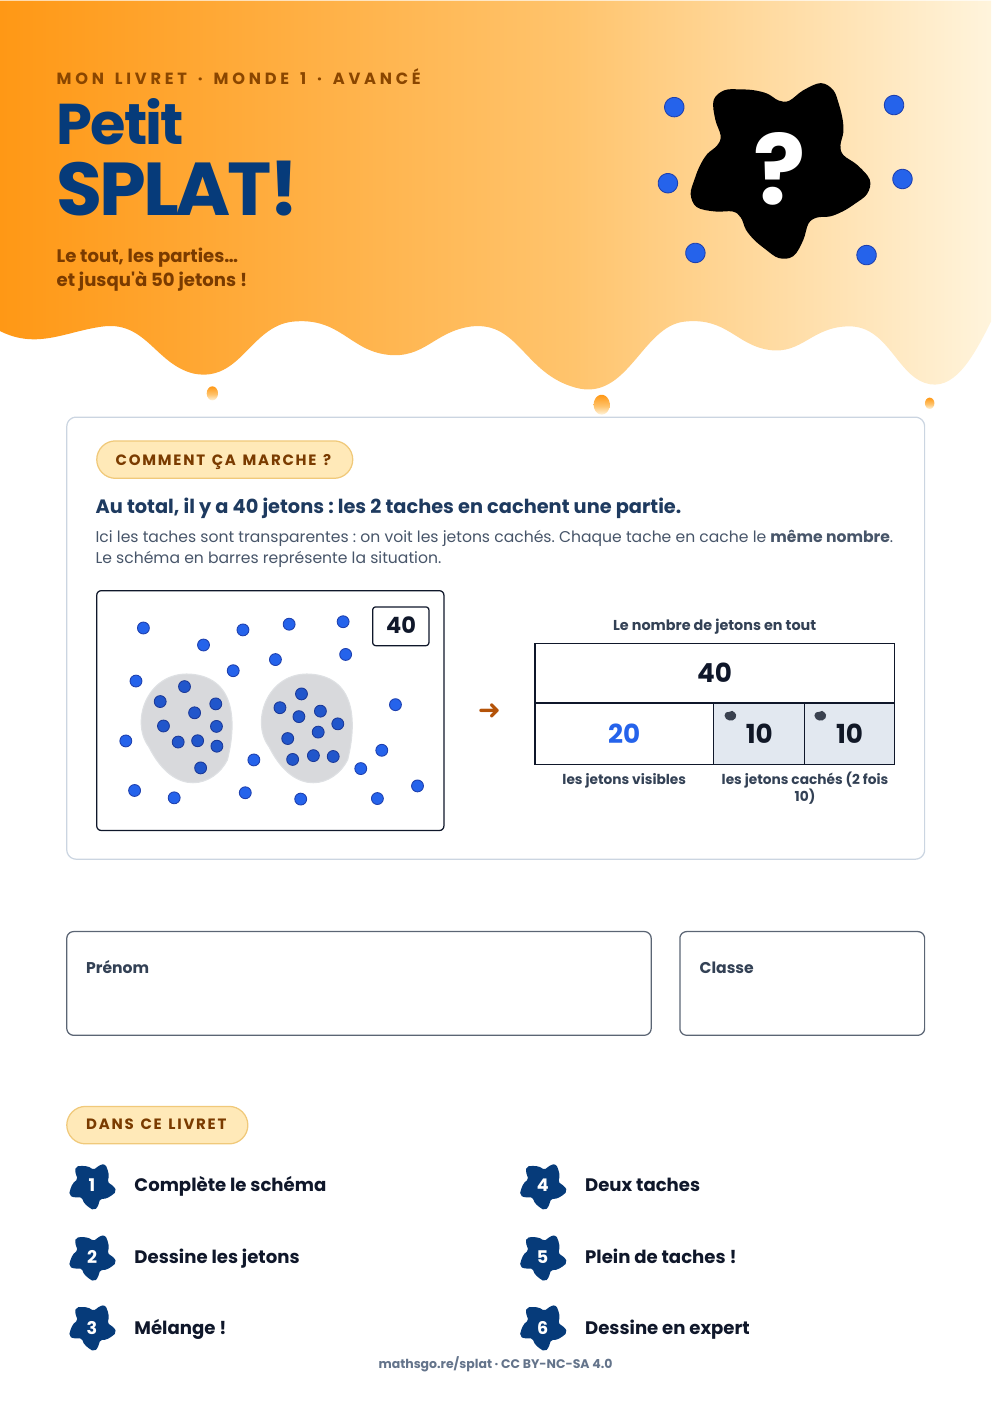 MON LIVRET · MONDE 1 · AVANCÉ
Petit
SPLAT!
Le tout, les parties...
et jusqu'à 50 jetons !
?
COMMENT ÇA MARCHE ?
Au total, il y a 40 jetons : les 2 taches en cachent une partie.
Ici les taches sont transparentes : on voit les jetons cachés. Chaque tache en cache le même nombre.
Le schéma en barres représente la situation.
40
Le nombre de jetons en tout
40
20 10 10
les jetons visibles
les jetons cachés (2 fois
10)
Prénom
Classe
DANS CE LIVRET
1 Complète le schéma
2 Dessine les jetons
3 Mélange !
4 Deux taches
5 Plein de taches !
6 Dessine en expert
mathsgo.re/splat · CC BY-NC-SA 4.0